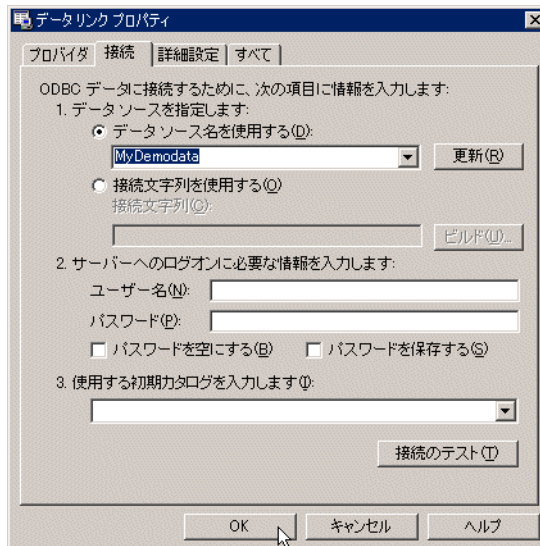 データ リンク プロパティ
プロバイダ 接続 詳細設定 すべて
ODBC データに接続するために、次の項目に情報を入力します:
1. データ ソースを指定します:
データ ソース名を使用する(D):
MyDemodata 更新(R)
接続文字列を使用する(O)
接続文字列(C):
ビルド(U)...
2. サーバーへのログオンに必要な情報を入力します:
ユーザー名(N):
パスワード(P):
パスワードを空にする(B) パスワードを保存する(S)
3. 使用する初期カタログを入力します(I):
接続のテスト(T)
OK キャンセル ヘルプ